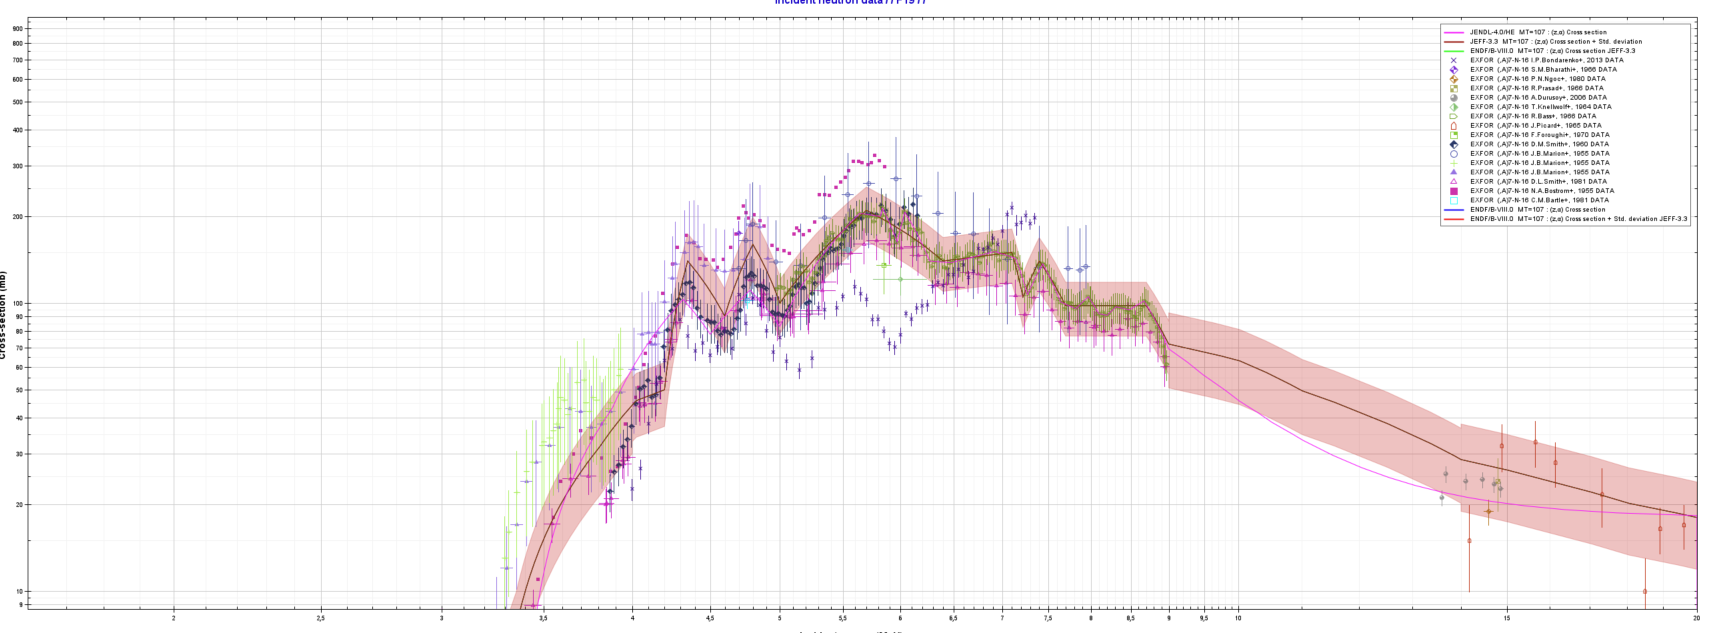 Incident neutron data / / F19 / /
900
800
700
600
500
400
300
200
100
90
80
70
60
50
40
30
20
10
9
Cross-section (mb)
2 2,5 3 3,5 4 4,5 5 5,5 6 6,5 7 7,5 8 8,5 9 9,5 10 15 20
JENDL-4.0/HE MT=107 : (z,α) Cross section
JEFF-3.3 MT=107 : (z,α) Cross section + Std. deviation
ENDF/B-VIII.0 MT=107 : (z,α) Cross section JEFF-3.3
EXFOR (,A)7-N-16 I.P.Bondarenko+, 2013 DATA
EXFOR (,A)7-N-16 S.M.Bharathi+, 1966 DATA
EXFOR (,A)7-N-16 P.N.Ngoc+, 1980 DATA
EXFOR (,A)7-N-16 R.Prasad+, 1966 DATA
EXFOR (,A)7-N-16 A.Durusoy+, 2006 DATA
EXFOR (,A)7-N-16 T.Knellwolf+, 1964 DATA
EXFOR (,A)7-N-16 R.Bass+, 1966 DATA
EXFOR (,A)7-N-16 J.Picard+, 1965 DATA
EXFOR (,A)7-N-16 F.Foroughi+, 1970 DATA
EXFOR (,A)7-N-16 D.M.Smith+, 1960 DATA
EXFOR (,A)7-N-16 J.B.Marion+, 1955 DATA
EXFOR (,A)7-N-16 J.B.Marion+, 1955 DATA
EXFOR (,A)7-N-16 J.B.Marion+, 1955 DATA
EXFOR (,A)7-N-16 D.L.Smith+, 1981 DATA
EXFOR (,A)7-N-16 N.A.Bostrom+, 1955 DATA
EXFOR (,A)7-N-16 C.M.Bartle+, 1981 DATA
ENDF/B-VIII.0 MT=107 : (z,α) Cross section
ENDF/B-VIII.0 MT=107 : (z,α) Cross section + Std. deviation JEFF-3.3